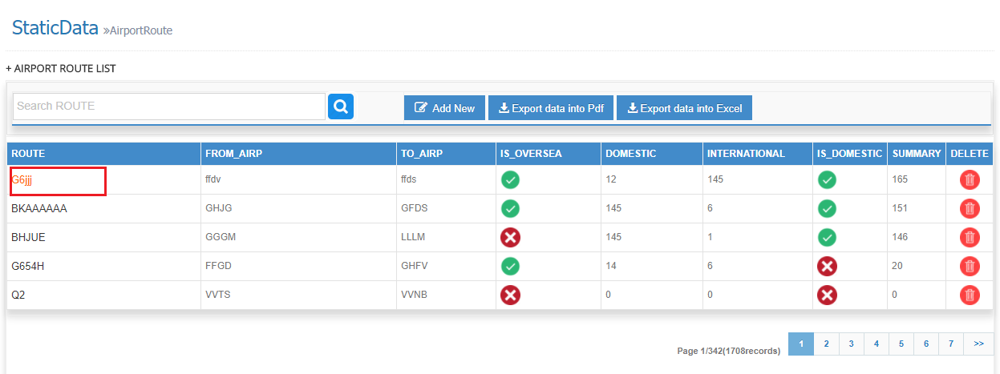 StaticData »AirportRoute
+ AIRPORT ROUTE LIST
Search ROUTE Add New Export data into Pdf Export data into Excel
ROUTE FROM_AIRP TO_AIRP IS_OVERSEA DOMESTIC INTERNATIONAL IS_DOMESTIC SUMMARY DELETE
G6jjj ffdv ffds 12 145 165
BKAAAAAA GHJG GFDS 145 6 151
BHJUE GGGM LLLM 145 1 146
G654H FFGD GHFV 14 6 20
Q2 VVTS VVNB 0 0 0
Page 1/342(1708records) 1 2 3 4 5 6 7 >>